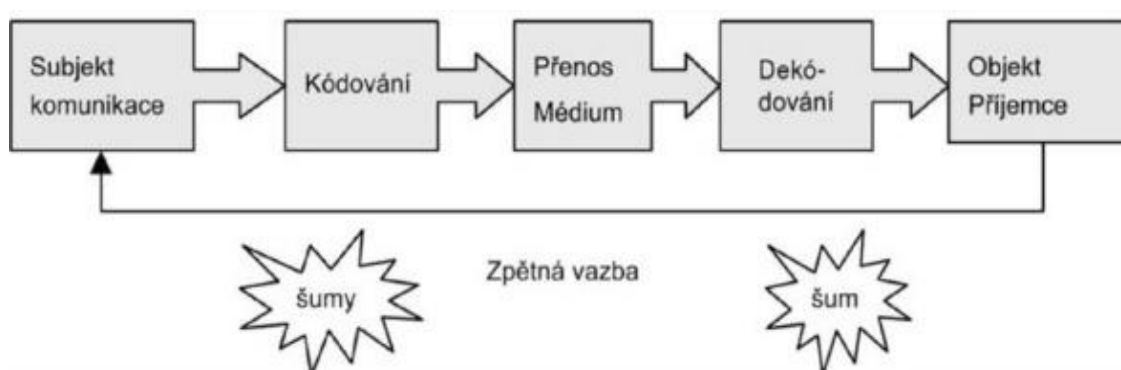 Subjekt
komunikace
Kódování
Přenos
Médium
Dekó-
dování
Objekt
Příjemce
Zpětná vazba
šumy
šum